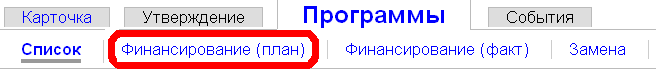 Карточка Утверждение Программы События
Список Финансирование (план) Финансирование (факт) Замена